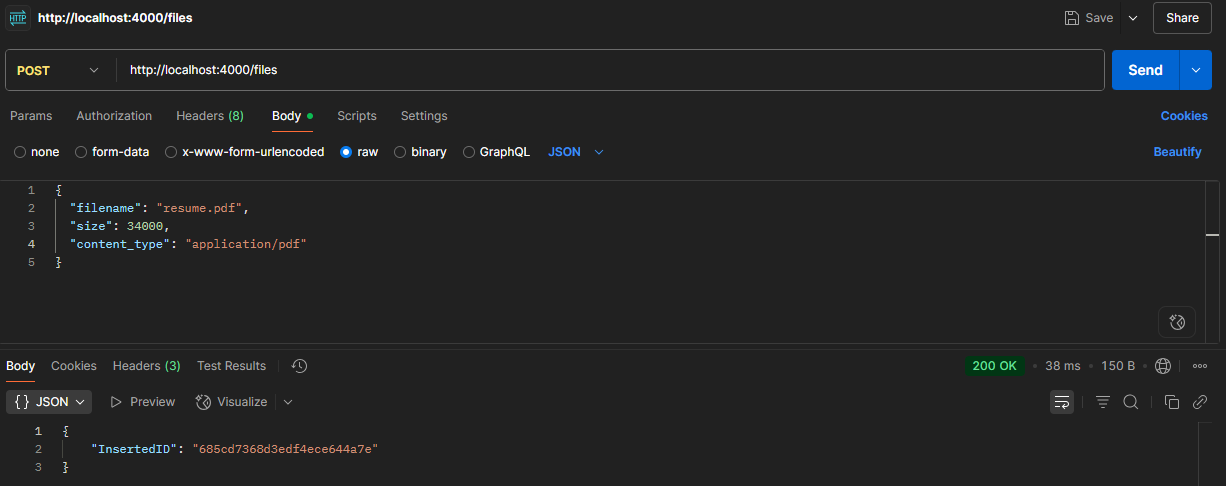 HTTP http://localhost:4000/files Save Share
POST http://localhost:4000/files Send
Params Authorization Headers (8) Body Scripts Settings Cookies
none form-data x-www-form-urlencoded raw binary GraphQL JSON Beautify
1 {
2 "filename": "resume.pdf",
3 "size": 34000,
4 "content_type": "application/pdf"
5 }
Body Cookies Headers (3) Test Results 200 OK • 38 ms • 150 B •
{} JSON Preview Visualize
1 {
2 "InsertedID": "685cd7368d3edf4ece644a7e"
3 }